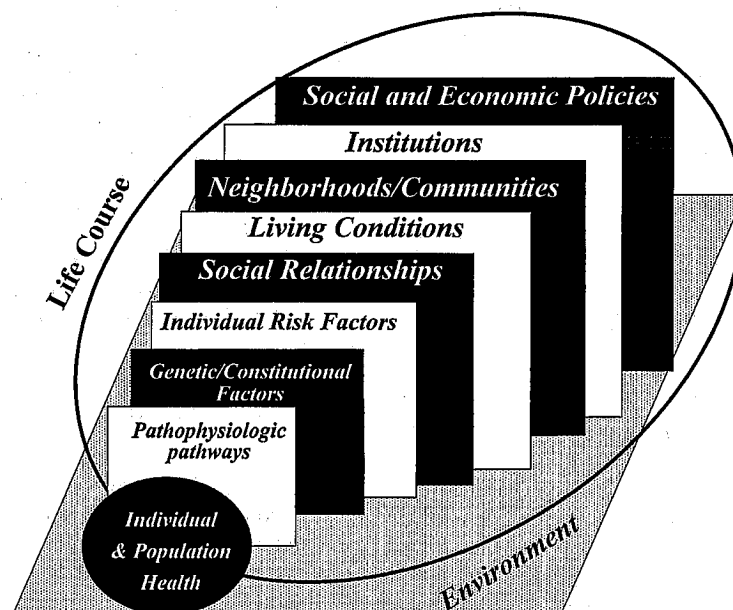 Social and Economic Policies
Institutions
Neighborhoods/Communities
Living Conditions
Social Relationships
Individual Risk Factors
Genetic/Constitutional
Factors
Pathophysiologic
pathways
Individual
& Population
Health
Life Course
Environment